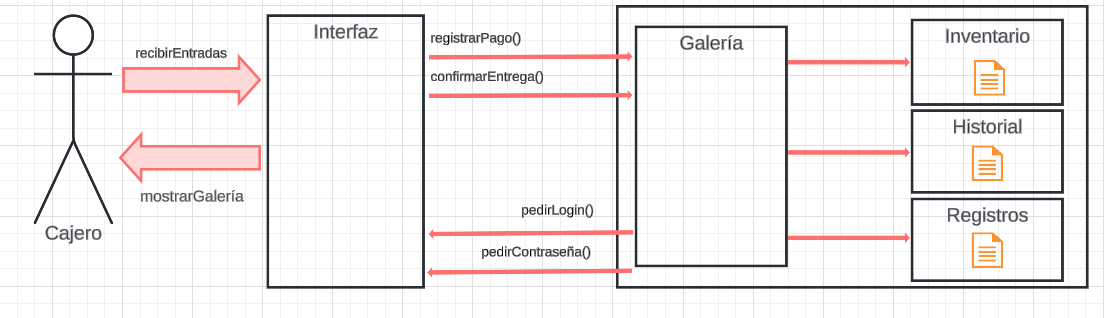 recibirEntradas
mostrarGalería
Cajero
Interfaz
registrarPago()
confirmarEntrega()
pedirLogin()
pedirContraseña()
Galería
Inventario
Historial
Registros